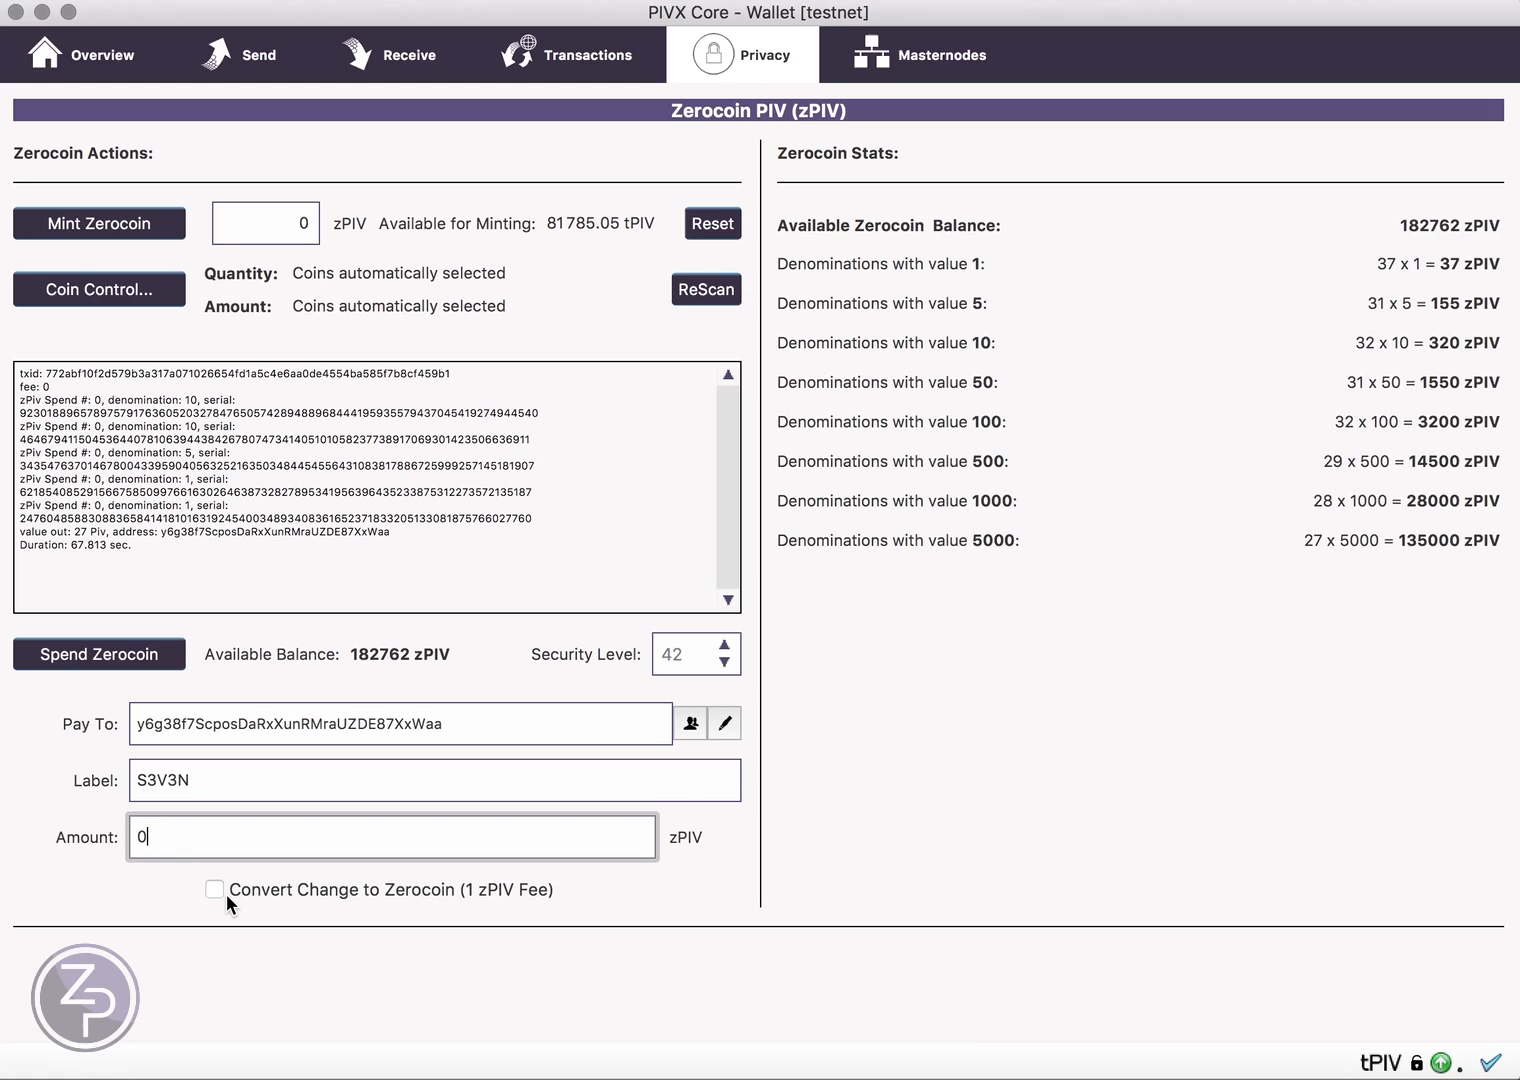 PIVX Core - Wallet [testnet]
Overview
Send
Receive
Transactions
Privacy
Masternodes
Zerocoin PIV (zPIV)
Zerocoin Actions:
Mint Zerocoin
0
zPIV Available for Minting: 81 785.05 tPIV
Reset
Coin Control...
Quantity: Coins automatically selected
Amount: Coins automatically selected
ReScan
txid: 772abf10f2d579b3a317a071026654fd1a5c4e6aa0de4554ba585f7b8cf459b1
fee: 0
zPiv Spend #: 0, denomination: 10, serial:
92301889657897579176360520327847650574289488968444195935579437045419274944540
zPiv Spend #: 0, denomination: 10, serial:
4646794115045364407810639443842678074734140510105823773891706930142350663​6911
zPiv Spend #: 0, denomination: 5, serial:
34354763701467800433959040563252163503484454556431083817886725999257145181907
zPiv Spend #: 0, denomination: 1, serial:
62185408529156675850997661630264638732827895341956396435233875312273572135187
zPiv Spend #: 0, denomination: 1, serial:
24760485883088365841418101631924540034893408361652371833205133081875766027760
value out: 27 Piv, address: y6g38f7ScposDaRxXunRMraUZDE87XxWaa
Duration: 67.813 sec.
Spend Zerocoin
Available Balance: 182762 zPIV
Security Level: 42
Pay To: y6g38f7ScposDaRxXunRMraUZDE87XxWaa
Label: S3V3N
Amount: 0 zPIV
Convert Change to Zerocoin (1 zPIV Fee)
Zerocoin Stats:
Available Zerocoin Balance: 182762 zPIV
Denominations with value 1: 37 x 1 = 37 zPIV
Denominations with value 5: 31 x 5 = 155 zPIV
Denominations with value 10: 32 x 10 = 320 zPIV
Denominations with value 50: 31 x 50 = 1550 zPIV
Denominations with value 100: 32 x 100 = 3200 zPIV
Denominations with value 500: 29 x 500 = 14500 zPIV
Denominations with value 1000: 28 x 1000 = 28000 zPIV
Denominations with value 5000: 27 x 5000 = 135000 zPIV
ZP
tPIV